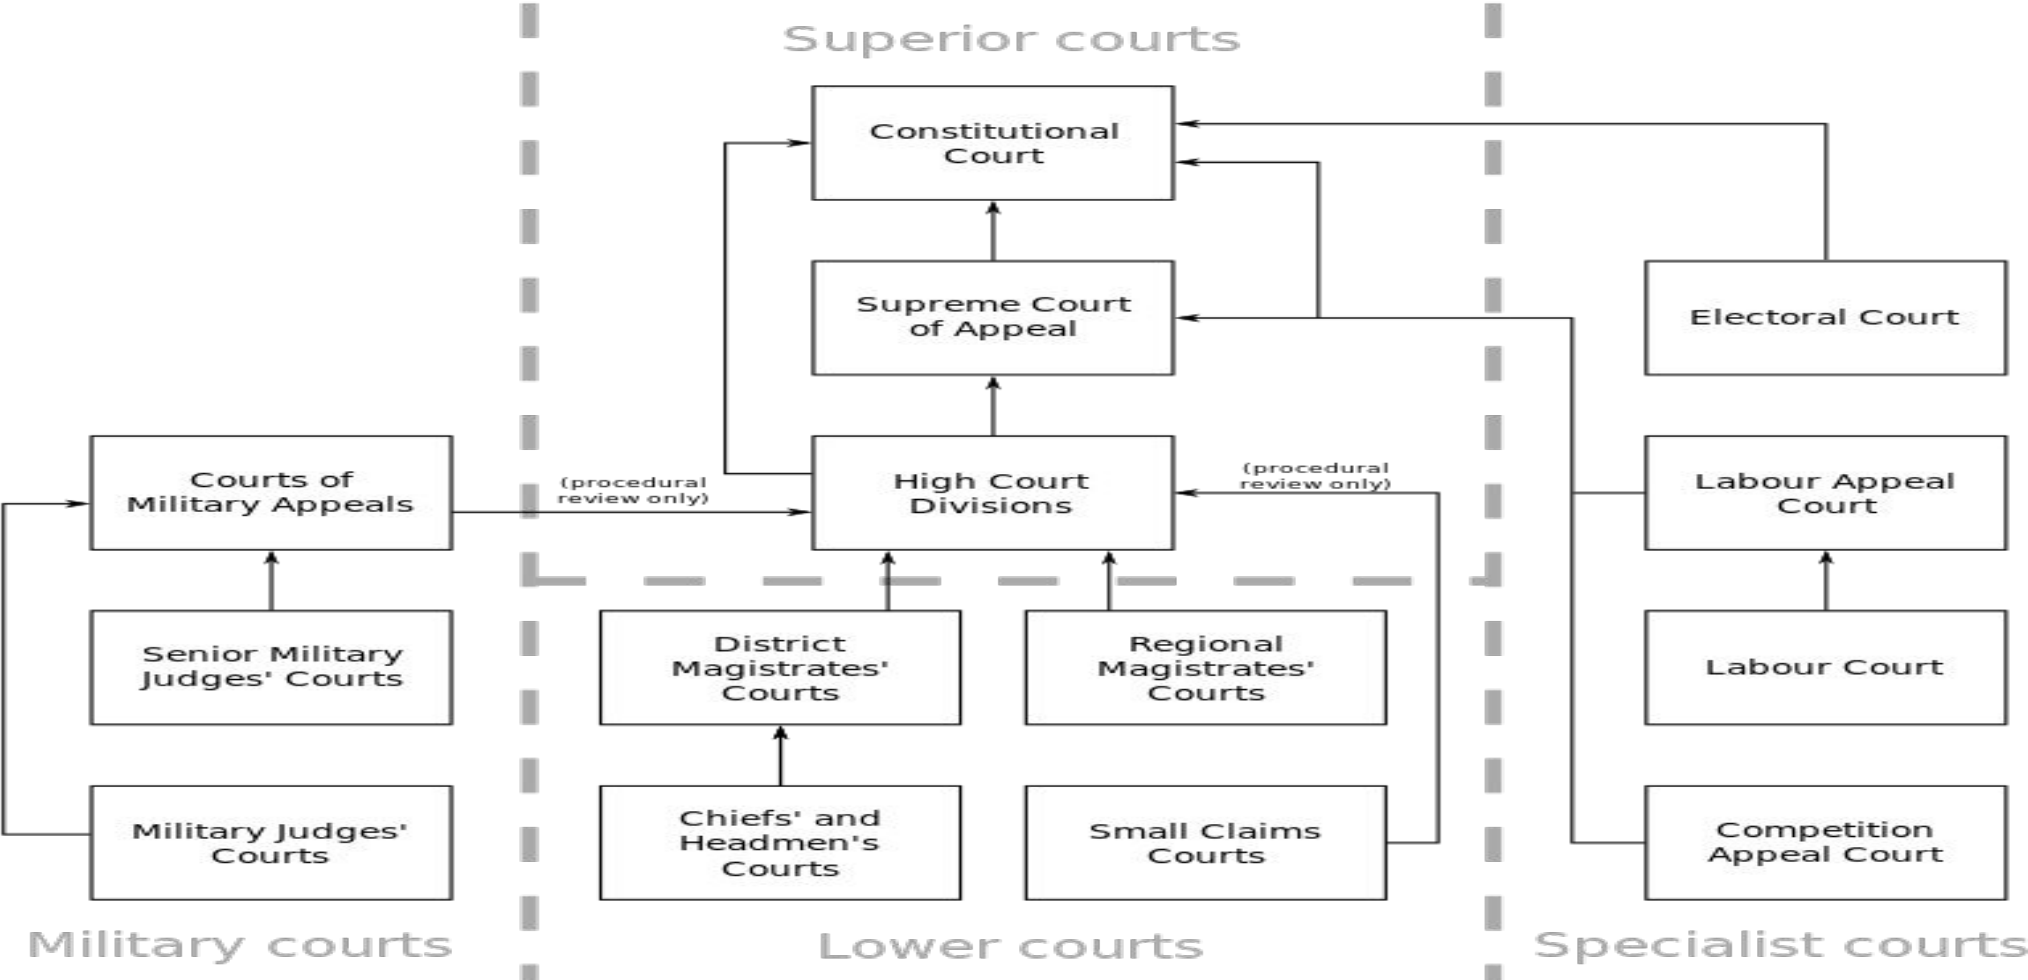 Superior courts
Constitutional
Court
Supreme Court
of Appeal
Electoral Court
Courts of
Military Appeals
(procedural
review only)
High Court
Divisions
(procedural
review only)
Labour Appeal
Court
Senior Military
Judges' Courts
District
Magistrates'
Courts
Regional
Magistrates'
Courts
Labour Court
Military Judges'
Courts
Chiefs' and
Headmen's
Courts
Small Claims
Courts
Competition
Appeal Court
Military courts
Lower courts
Specialist courts